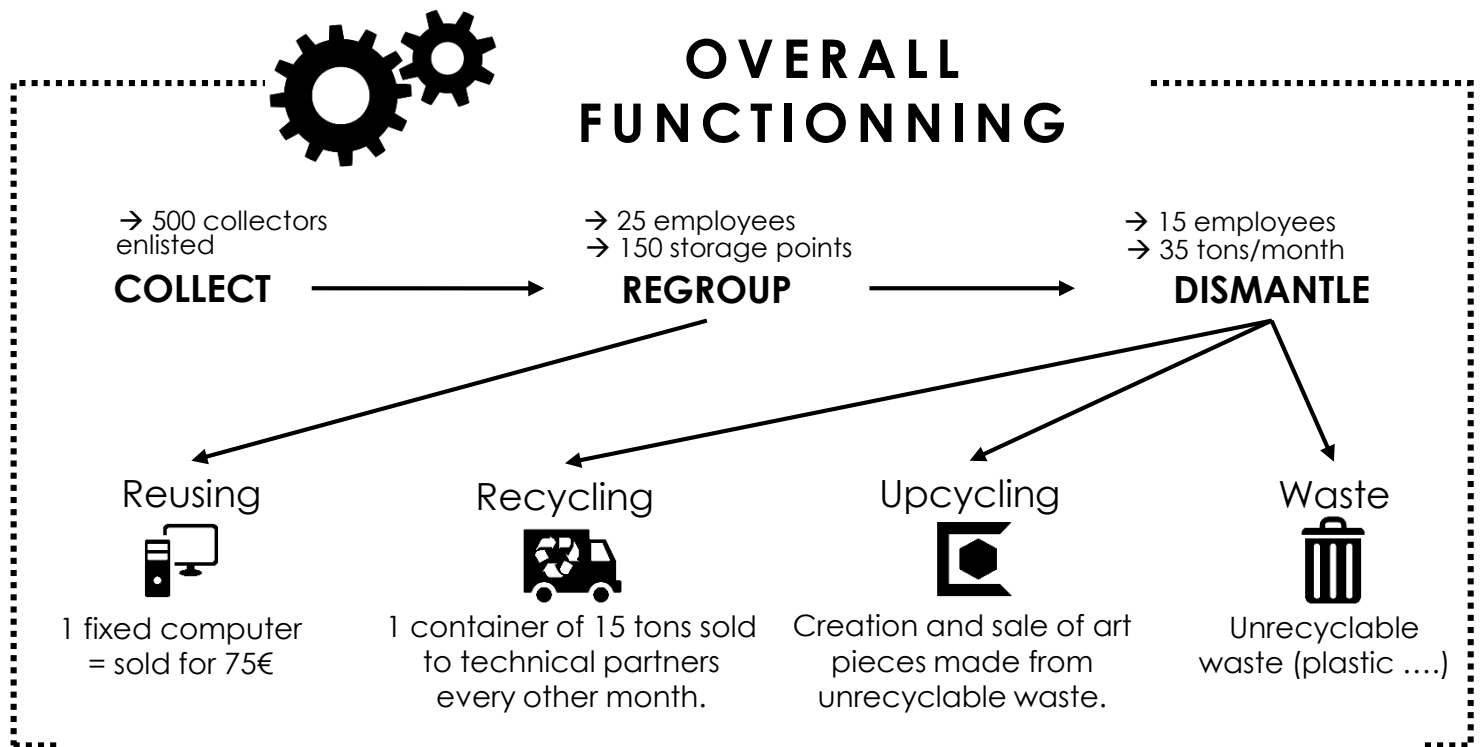 OVERALL
FUNCTIONNING
→ 500 collectors
enlisted
COLLECT
→ 25 employees
→ 150 storage points
REGROUP
→ 15 employees
→ 35 tons/month
DISMANTLE
Reusing
1 fixed computer
= sold for 75€
Recycling
1 container of 15 tons sold
to technical partners
every other month.
Upcycling
Creation and sale of art
pieces made from
unrecyclable waste.
Waste
Unrecyclable
waste (plastic ….)